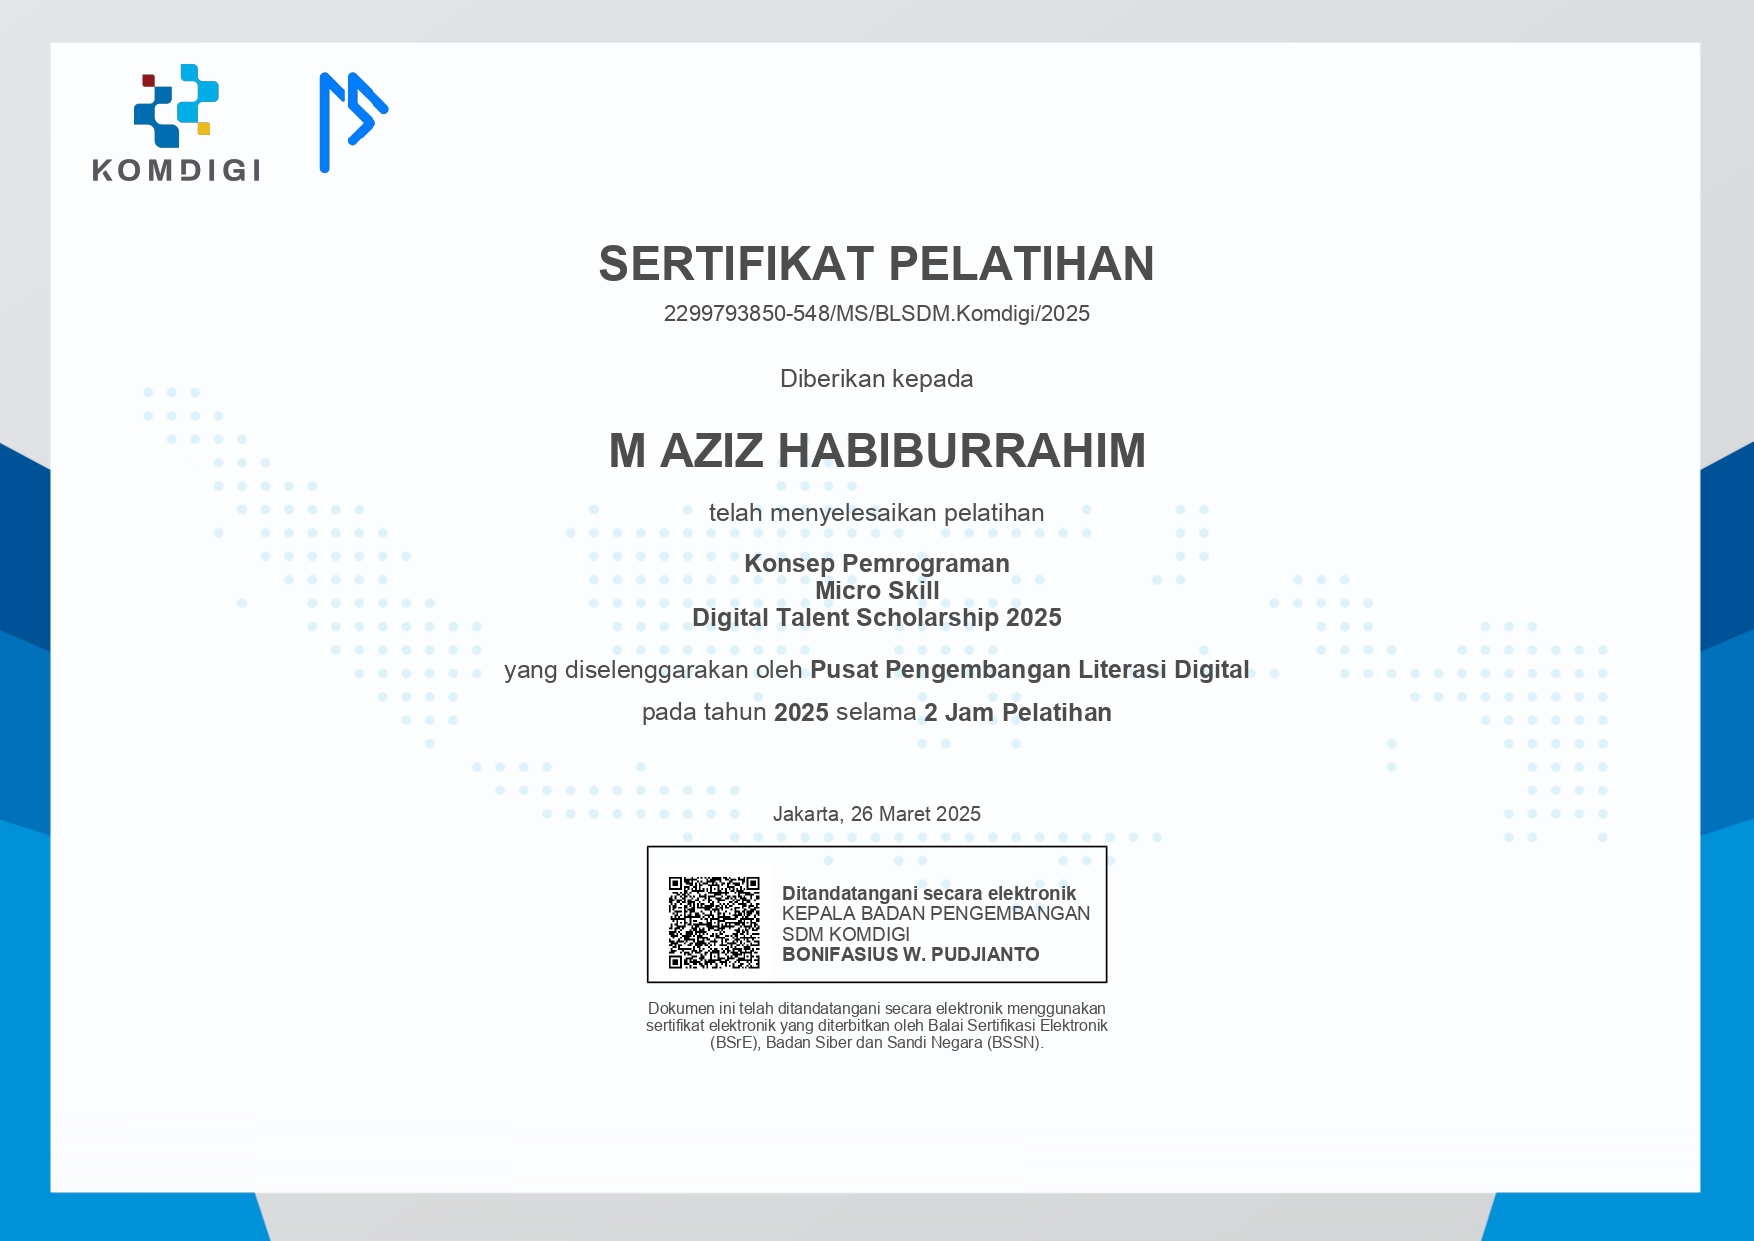 KOMDIGI
SERTIFIKAT PELATIHAN
2299793850-548/MS/BLSDM.Komdigi/2025
Diberikan kepada
M AZIZ HABIBURRAHIM
telah menyelesaikan pelatihan
Konsep Pemrograman
Micro Skill
Digital Talent Scholarship 2025
yang diselenggarakan oleh Pusat Pengembangan Literasi Digital
pada tahun 2025 selama 2 Jam Pelatihan
Jakarta, 26 Maret 2025
Ditandatangani secara elektronik
KEPALA BADAN PENGEMBANGAN
SDM KOMDIGI
BONIFASIUS W. PUDJIANTO
Dokumen ini telah ditandatangani secara elektronik menggunakan
sertifikat elektronik yang diterbitkan oleh Balai Sertifikasi Elektronik
(BSrE), Badan Siber dan Sandi Negara (BSSN).